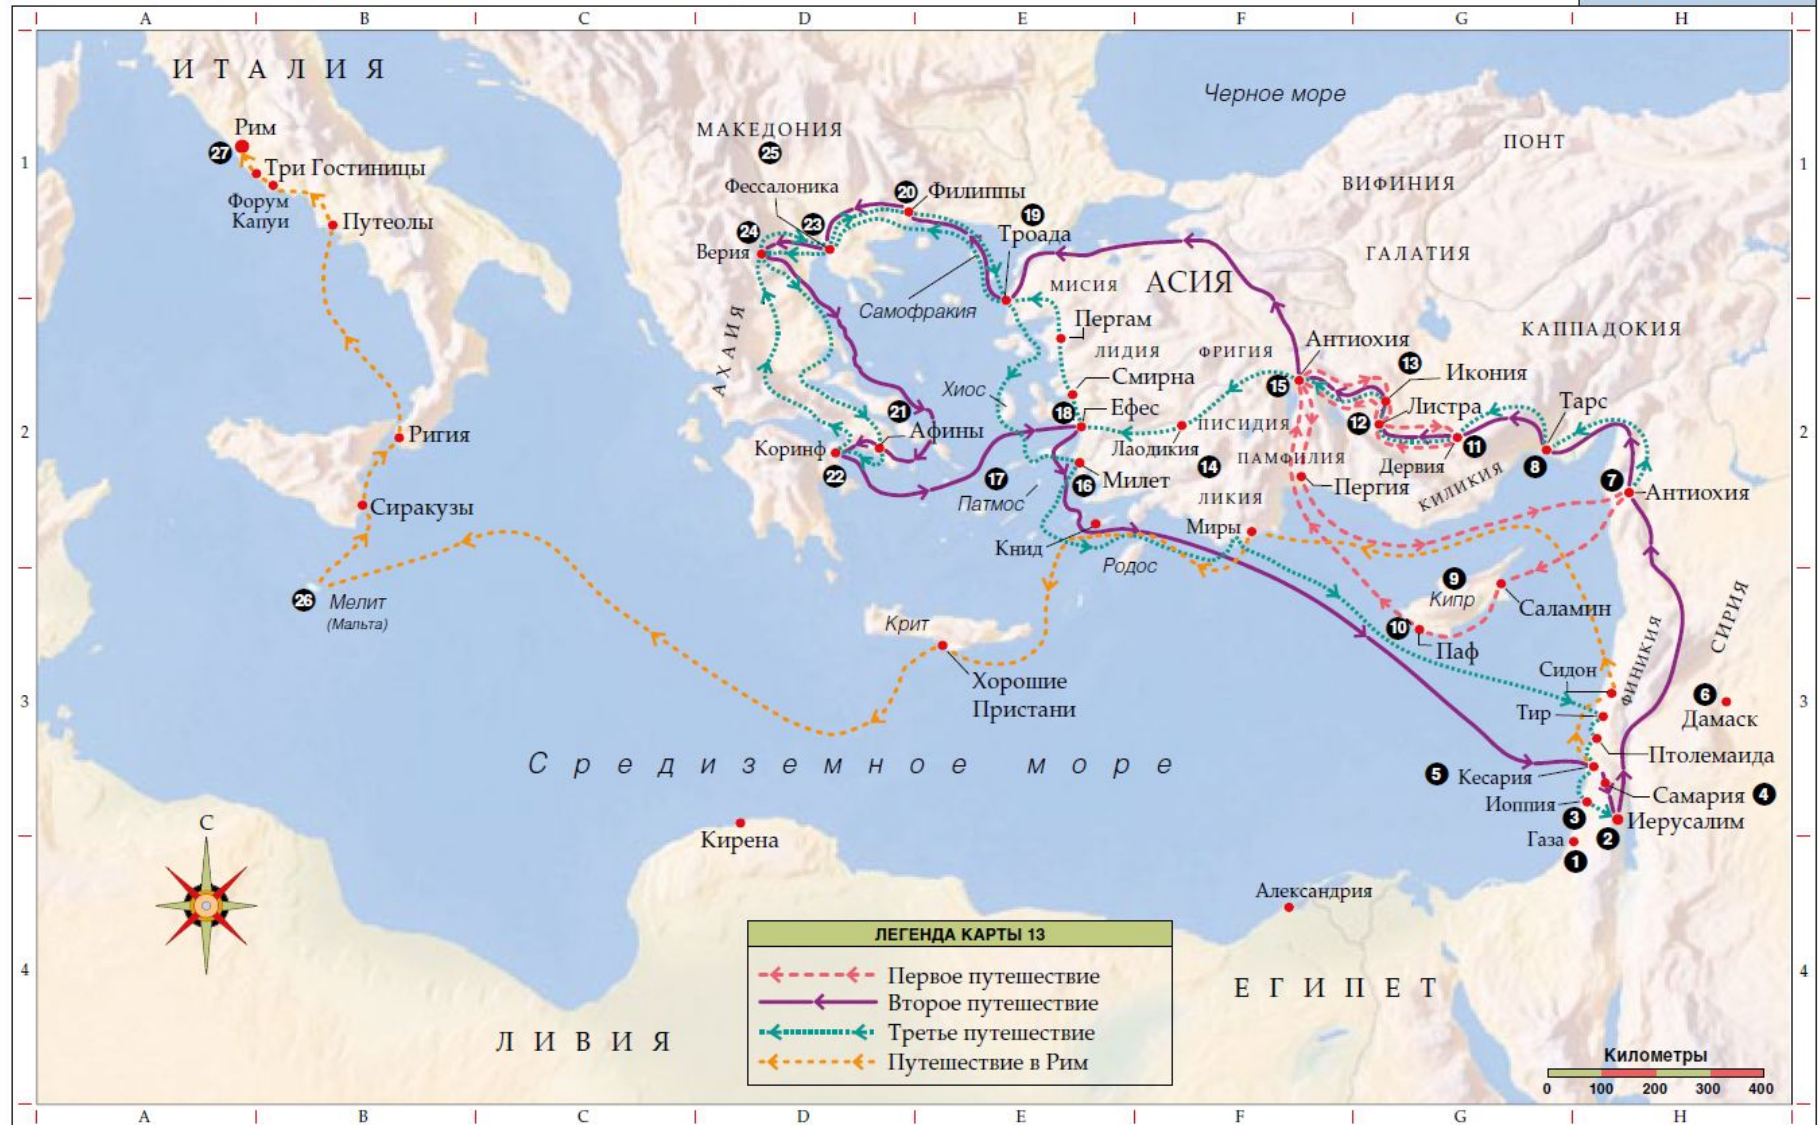 A B C D E F G H
ИТАЛИЯ
Черное море
МАКЕДОНИЯ
25
ПОНТ
Рим
27
1
1
Три Гостиницы
Форум
Капуи
Путеолы
Фессалоника
20
Филиппы
ВИФИНИЯ
19
Троада
23
24
Верия
ГАЛАТИЯ
МИСИЯ
АСИЯ
Самофракия
Пергам
КАППАДОКИЯ
АХАИЯ
ЛИДИЯ
ФРИГИЯ
Антиохия
13
15
Икония
Смирна
Хиос
18
Ефес
21
Афины
12
Листра
Тарс
2
2
Ригия
Коринф
22
Лаодикия
ПИСИДИЯ
14
ПАМФИЛИЯ
Дервия
11
8
17
16
Милет
Пергия
КИЛИКИЯ
7
Антиохия
Патмос
ЛИКИЯ
Сиракузы
Миры
Книд
Родос
26
Мелит
(Мальта)
9
Кипр
Саламин
10
Паф
Крит
СИРИЯ
ФИНИКИЯ
Сидон
Хорошие
Пристани
3
3
6
Дамаск
Тир
Птолемаида
Средиземное море
5
Кесария
Самария 4
Иоппия
3
2
Иерусалим
Газа
1
С
Кирена
Александрия
ЛЕГЕНДА КАРТЫ 13
Первое путешествие
Второе путешествие
Третье путешествие
Путешествие в Рим
4
4
ЕГИПЕТ
ЛИВИЯ
Километры
0 100 200 300 400
A B C D E F G H